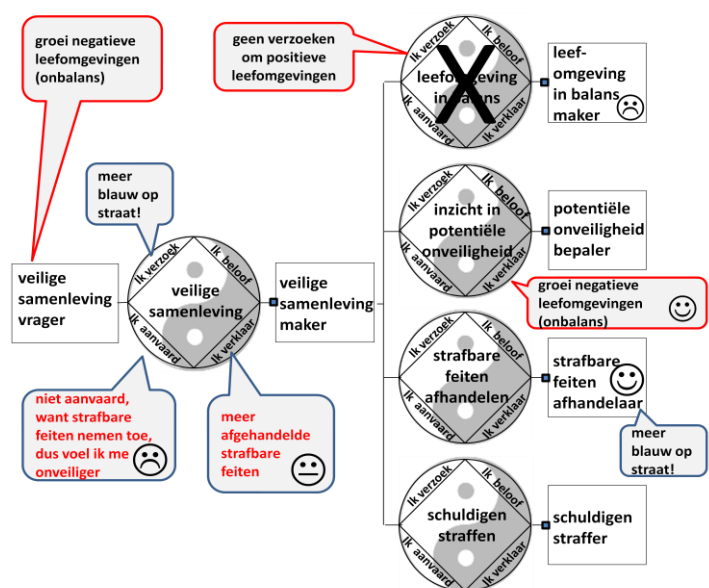 groei negatieve
leefomgevingen
(onbalans)
geen verzoeken
om positieve
leefomgevingen
Ik verzoek
Ik beloof
leefomgeving
in balans
Ik aanvaard
Ik verklaar
X
leef-
omgeving
in balans
maker
meer
blauw op
straat!
Ik verzoek
Ik beloof
inzicht in
potentiële
onveiligheid
Ik aanvaard
Ik verklaar
potentiële
onveiligheid
bepaler
groei negatieve
leefomgevingen
(onbalans)
veilige
samenleving
vrager
Ik verzoek
Ik beloof
veilige
samenleving
Ik aanvaard
Ik verklaar
veilige
samenleving
maker
Ik verzoek
Ik beloof
strafbare
feiten
afhandelen
Ik aanvaard
Ik verklaar
strafbare
feiten
afhandelaar
meer
blauw op
straat!
niet aanvaard,
want strafbare
feiten nemen toe,
dus voel ik me
onveiliger
meer
afgehandelde
strafbare
feiten
Ik verzoek
Ik beloof
schuldigen
straffen
Ik aanvaard
Ik verklaar
schuldigen
straffer